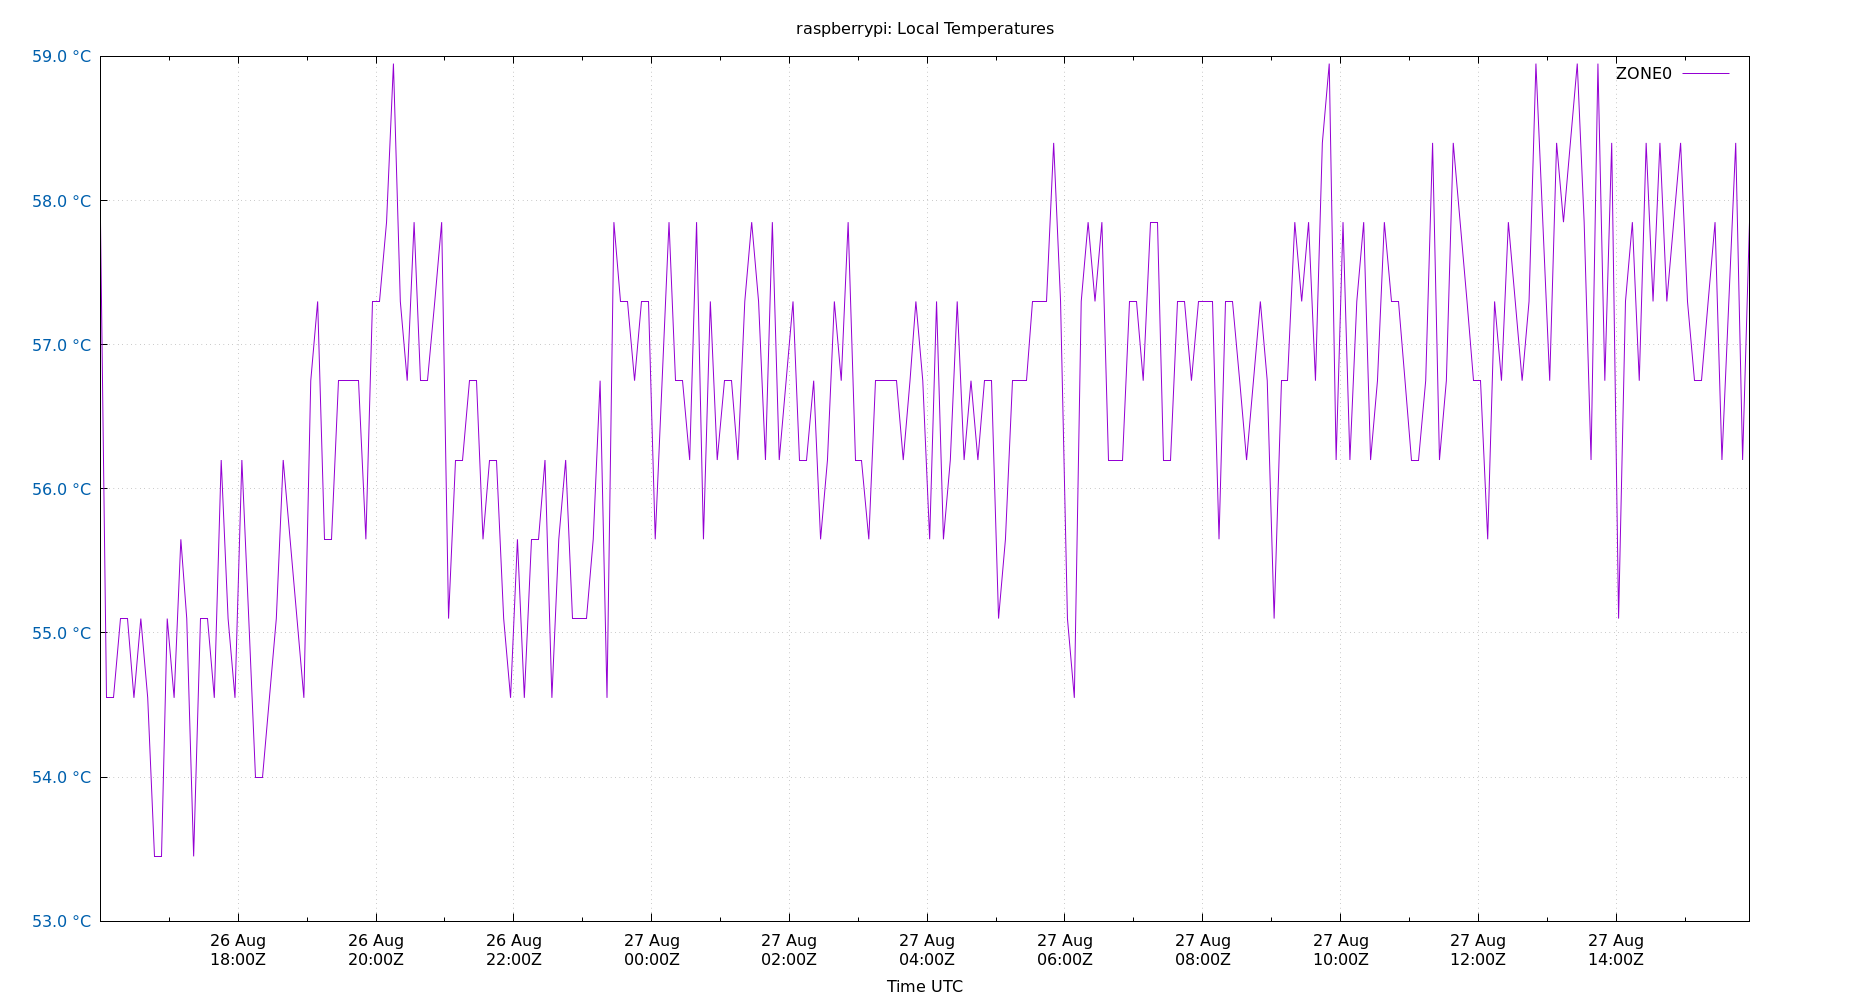 raspberrypi: Local Temperatures
59.0 °C
ZONE0
58.0 °C
57.0 °C
56.0 °C
55.0 °C
54.0 °C
53.0 °C
26 Aug 26 Aug 26 Aug 27 Aug 27 Aug 27 Aug 27 Aug 27 Aug 27 Aug 27 Aug 27 Aug
18:00Z 20:00Z 22:00Z 00:00Z 02:00Z 04:00Z 06:00Z 08:00Z 10:00Z 12:00Z 14:00Z
Time UTC